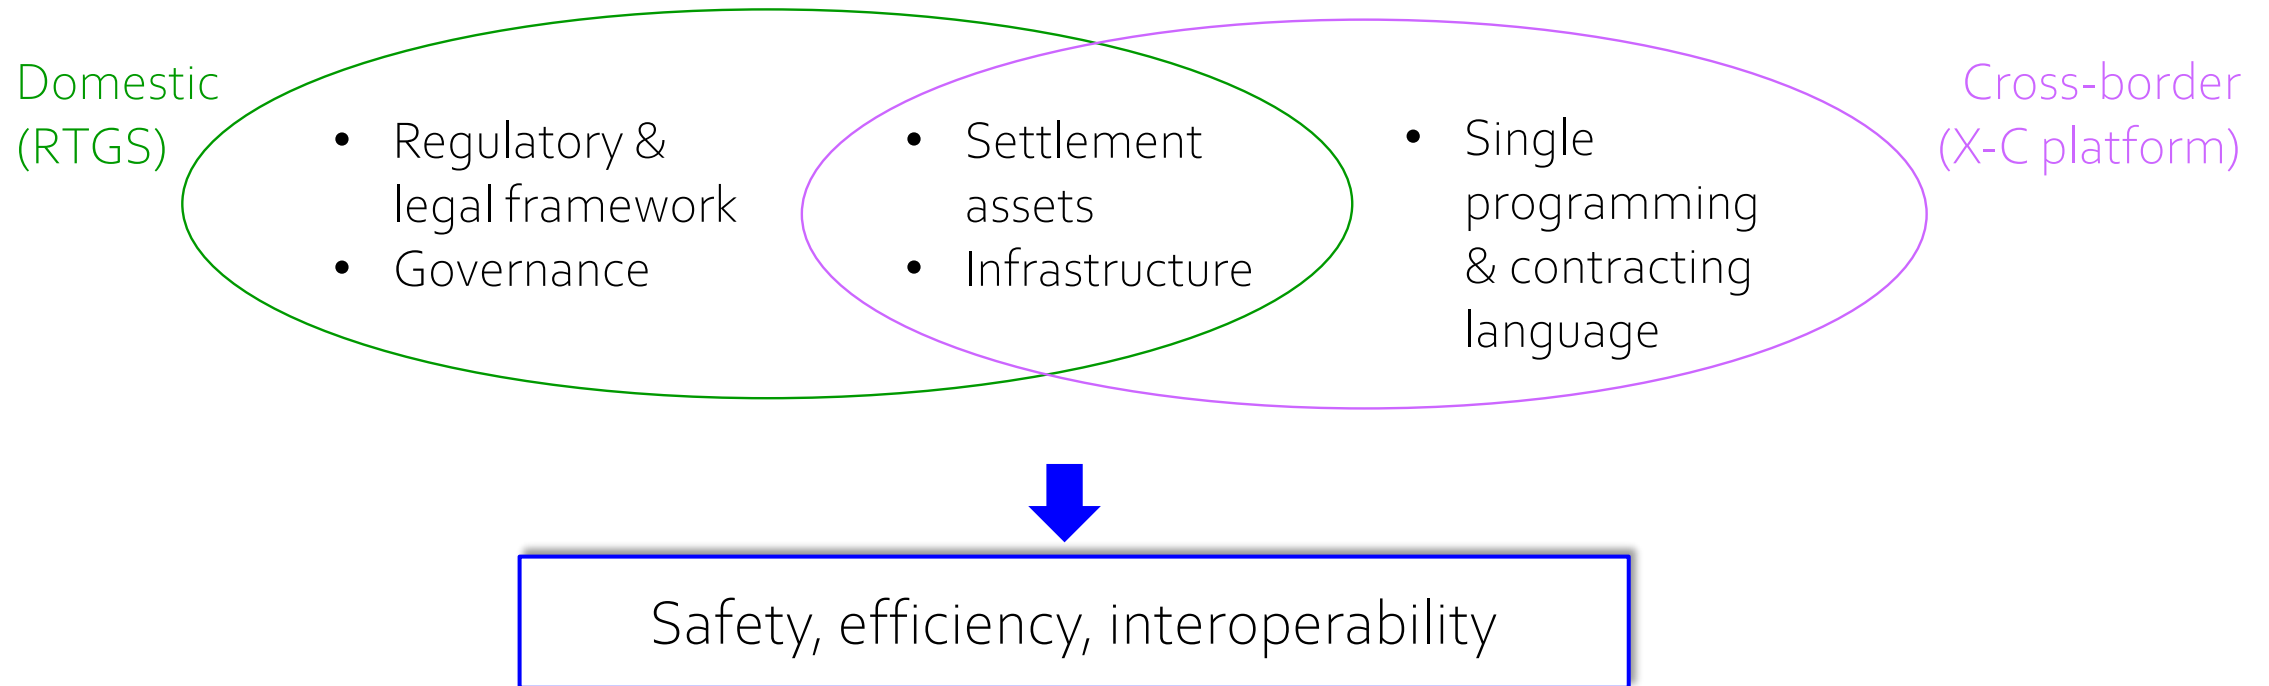 Domestic
(RTGS)
• Regulatory &
legal framework
• Governance
• Settlement
assets
• Infrastructure
• Single
programming
& contracting
language
Cross-border
(X-C platform)
Safety, efficiency, interoperability